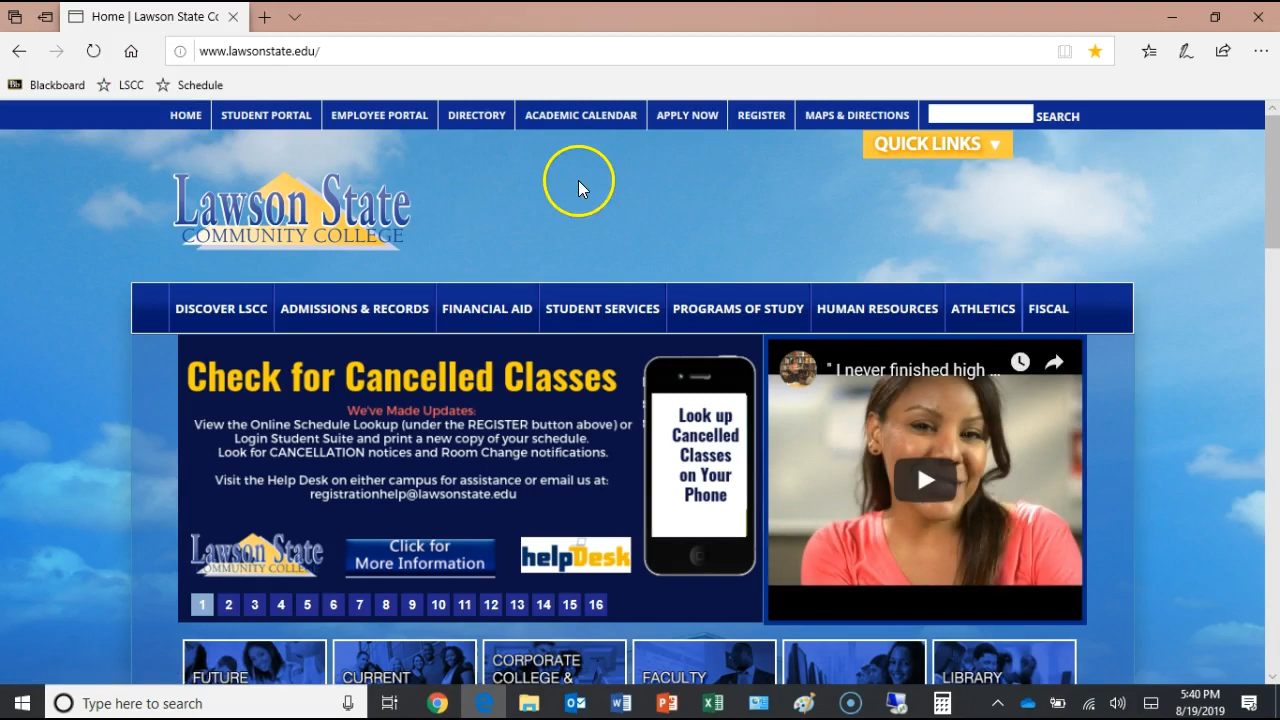 Home | Lawson State Cc
www.lawsonstate.edu/
Bb Blackboard LSCC Schedule
HOME STUDENT PORTAL EMPLOYEE PORTAL DIRECTORY ACADEMIC CALENDAR APPLY NOW REGISTER MAPS & DIRECTIONS SEARCH
QUICK LINKS ▼
Lawson State
COMMUNITY COLLEGE
DISCOVER LSCC ADMISSIONS & RECORDS FINANCIAL AID STUDENT SERVICES PROGRAMS OF STUDY HUMAN RESOURCES ATHLETICS FISCAL
Check for Cancelled Classes
We've Made Updates:
View the Online Schedule Lookup (under the REGISTER button above) or
Login Student Suite and print a new copy of your schedule.
Look for CANCELLATION notices and Room Change notifications.
Visit the Help Desk on either campus for assistance or email us at:
registrationhelp@lawsonstate.edu
Lawson State
COMMUNITY COLLEGE
Click for
More Information
helpDesk
Look up
Cancelled
Classes
on Your
Phone
1 2 3 4 5 6 7 8 9 10 11 12 13 14 15 16
" I never finished high ...
FUTURE
CURRENT
CORPORATE
COLLEGE &
FACULTY
LIBRARY
Type here to search
5:40 PM
8/19/2019